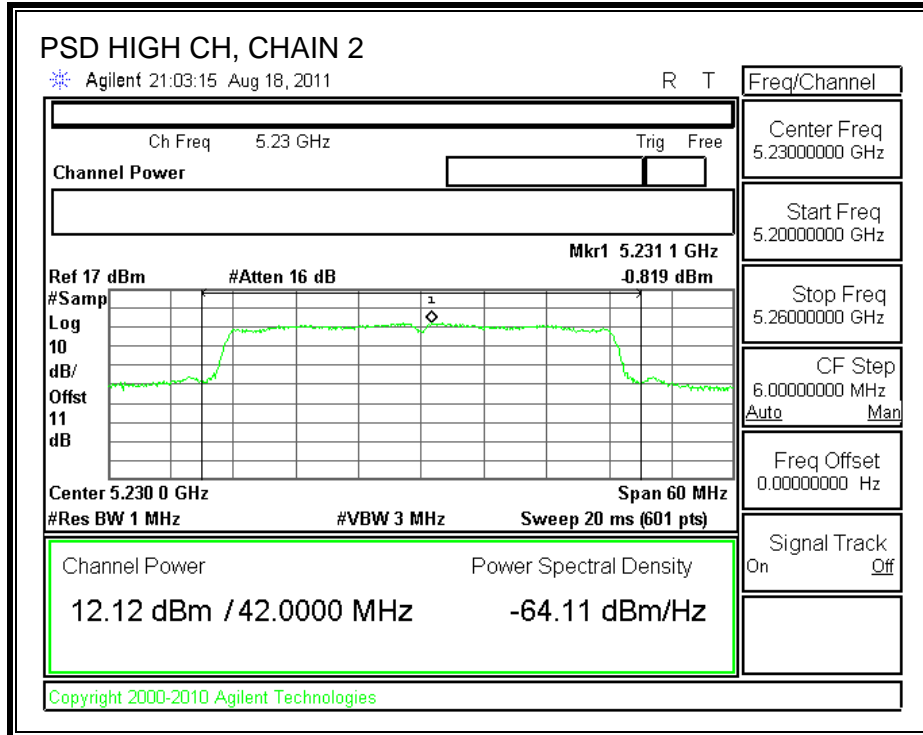 PSD HIGH CH, CHAIN 2
Agilent 21:03:15 Aug 18, 2011 R T
Freq/Channel
Ch Freq 5.23 GHz Trig Free
Channel Power
Center Freq
5.23000000 GHz
Start Freq
5.20000000 GHz
Stop Freq
5.26000000 GHz
CF Step
6.00000000 MHz
Auto Man
Freq Offset
0.00000000 Hz
Signal Track
On Off
Mkr1 5.231 1 GHz
Ref 17 dBm #Atten 16 dB -0.819 dBm
#Samp
Log
10
dB/
Offst
11
dB
1
Center 5.230 0 GHz Span 60 MHz
#Res BW 1 MHz #VBW 3 MHz Sweep 20 ms (601 pts)
Channel Power Power Spectral Density
12.12 dBm / 42.0000 MHz -64.11 dBm/Hz
Copyright 2000-2010 Agilent Technologies